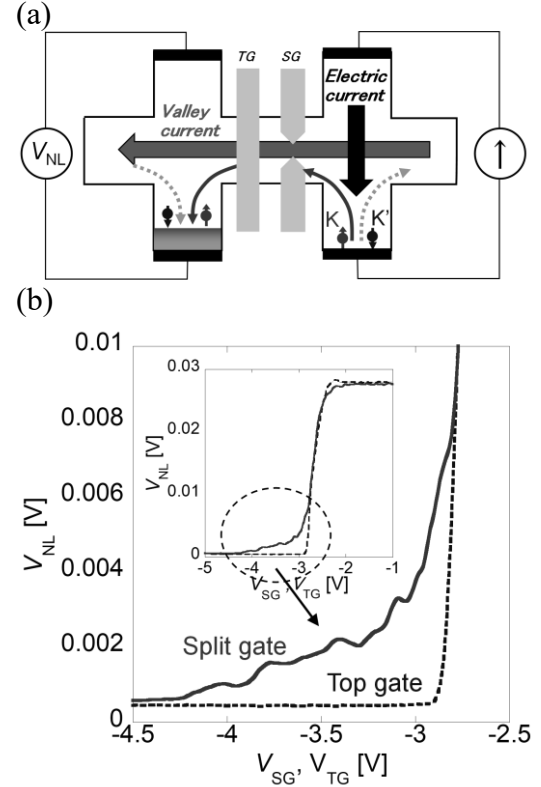 (a)
TG SG
Electric
current
Valley
current
V_NL
↑
K K'
(b)
0.01
0.008
0.006
0.004
0.002
0
V_NL [V]
0.03
0.02
0.01
0
V_NL [V]
-5 -4 -3 -2 -1
V_SG, V_TG [V]
Split gate
Top gate
-4.5 -4 -3.5 -3 -2.5
V_SG, V_TG [V]